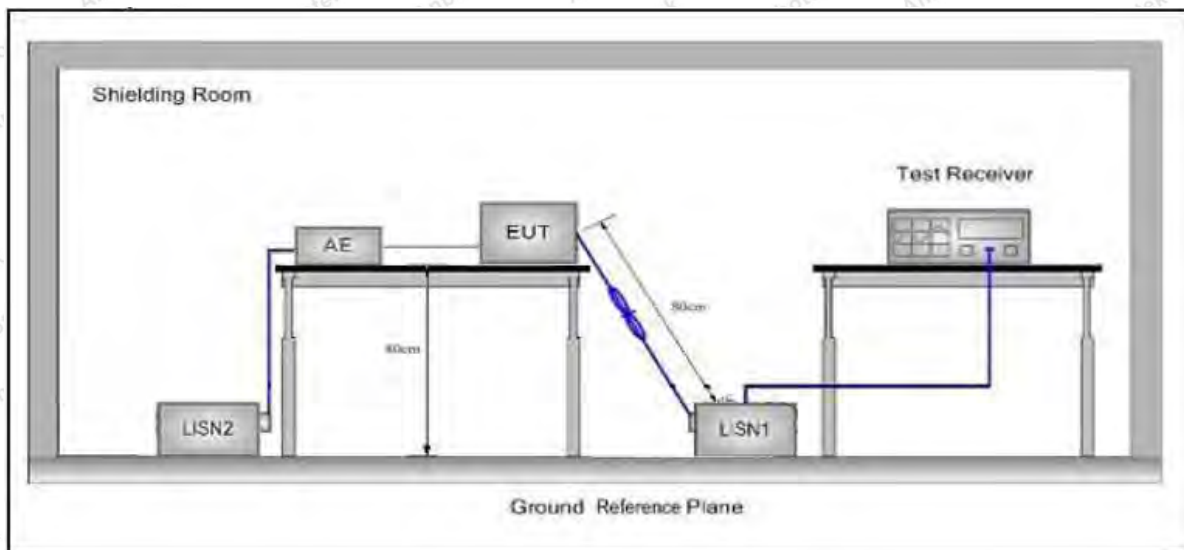 Shielding Room
Test Receiver
AE
EUT
80cm
80cm
LISN2
LISN1
Ground Reference Plane